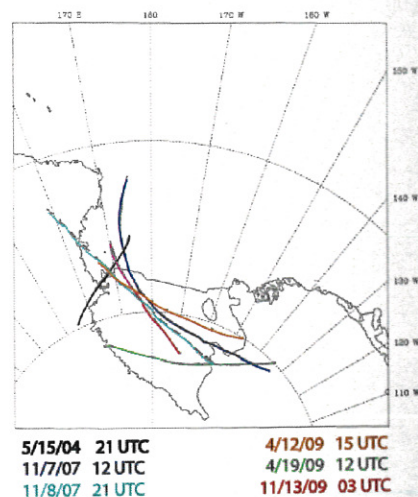 170 E 180 170 W 160 W
150 W
140 W
130 W
120 W
110 W
5/15/04 21 UTC 4/12/09 15 UTC
11/7/07 12 UTC 4/19/09 12 UTC
11/8/07 21 UTC 11/13/09 03 UTC